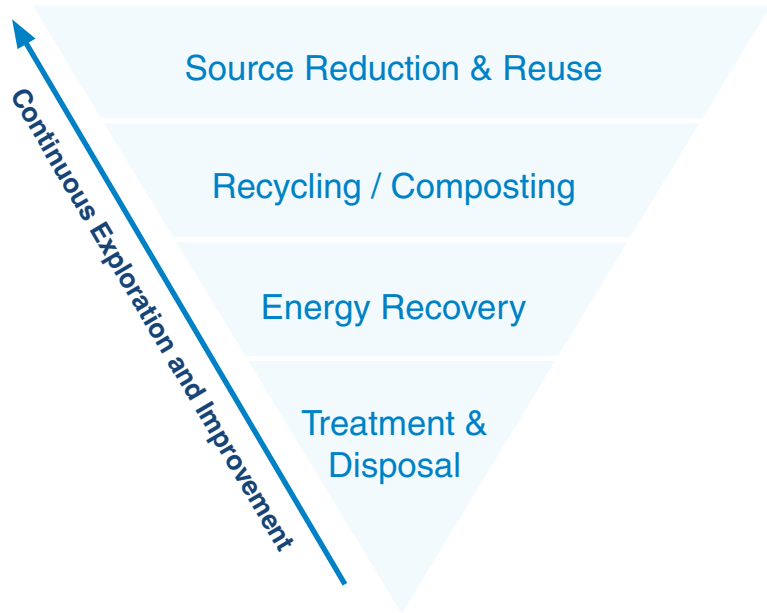 Source Reduction & Reuse
Recycling / Composting
Energy Recovery
Treatment &
Disposal
Continuous Exploration and Improvement